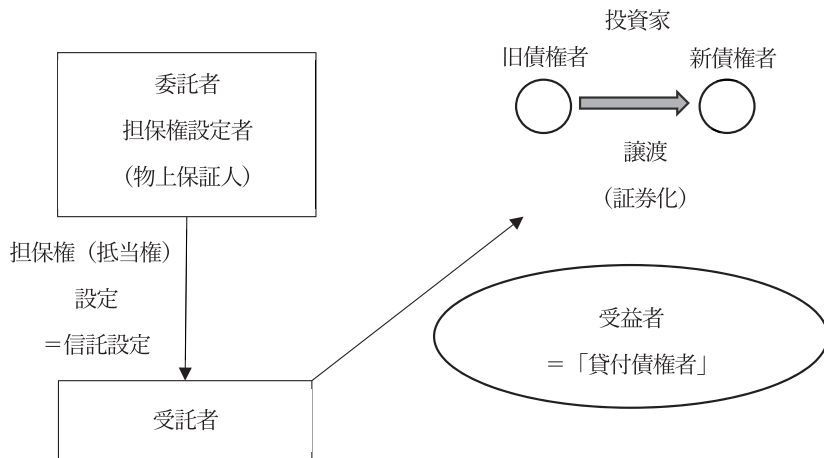 委託者
担保権設定者
（物上保証人）
担保権（抵当権）
設定
＝信託設定
受託者
投資家
旧債権者
新債権者
譲渡
（証券化）
受益者
＝「貸付債権者」